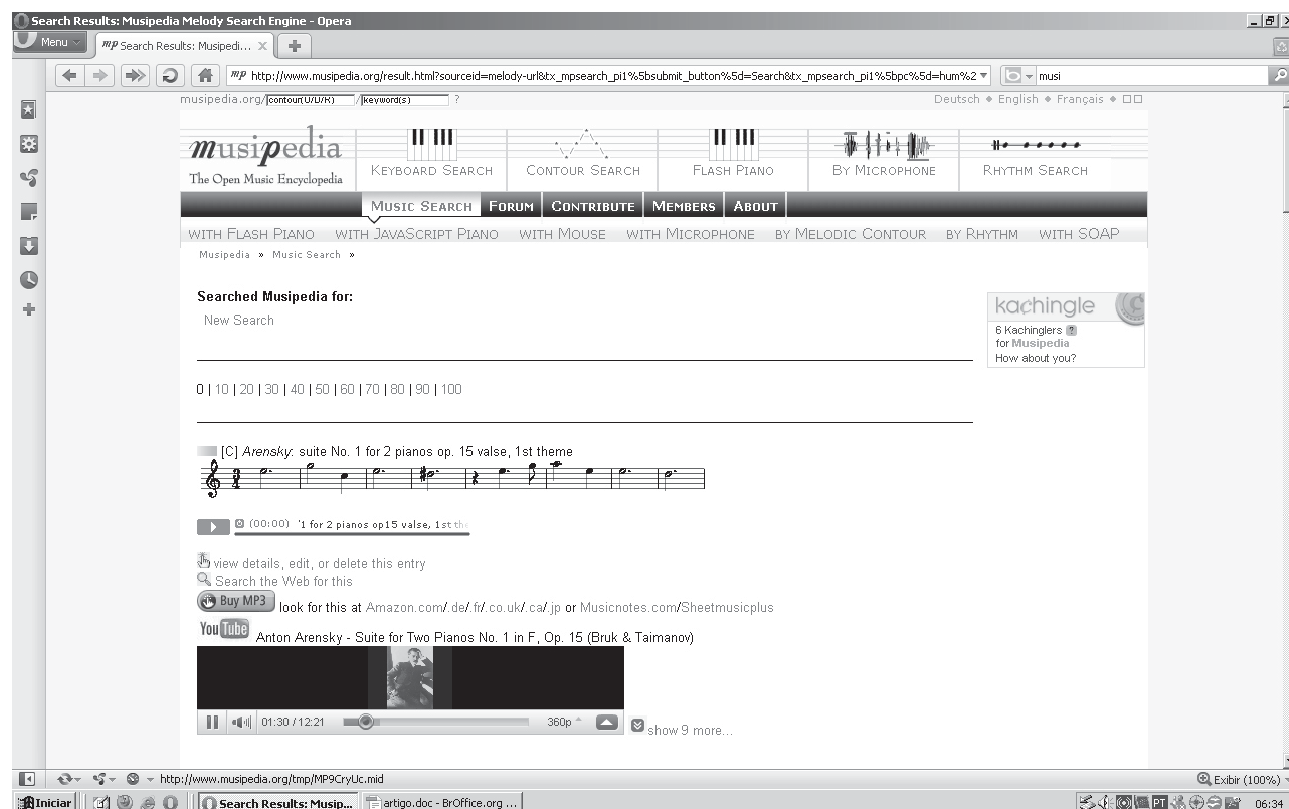 Search Results: Musipedia Melody Search Engine - Opera
Menu
mp Search Results: Musipedi...
mp http://www.musipedia.org/result.html?sourceid=melody-url&tx_mpsearch_pi1%5bsubmit_button%5d=Search&tx_mpsearch_pi1%5bpc%5d=hum%2
musi
musipedia.org/ contour(U/D/R) / keyword(s) ?
Deutsch ◆ English ◆ Français ◆ □□
musipedia
The Open Music Encyclopedia
KEYBOARD SEARCH
CONTOUR SEARCH
FLASH PIANO
BY MICROPHONE
RHYTHM SEARCH
MUSIC SEARCH FORUM CONTRIBUTE MEMBERS ABOUT
WITH FLASH PIANO WITH JAVASCRIPT PIANO WITH MOUSE WITH MICROPHONE BY MELODIC CONTOUR BY RHYTHM WITH SOAP
Musipedia » Music Search »
Searched Musipedia for:
New Search
kachingle
6 Kachinglers ?
for Musipedia
How about you?
0 | 10 | 20 | 30 | 40 | 50 | 60 | 70 | 80 | 90 | 100
[C] Arensky: suite No. 1 for 2 pianos op. 15 valse, 1st theme
(00:00) '1 for 2 pianos op15 valse, 1st the
view details, edit, or delete this entry
Search the Web for this
Buy MP3 look for this at Amazon.com/.de/.fr/.co.uk/.ca/.jp or Musicnotes.com/Sheetmusicplus
YouTube Anton Arensky - Suite for Two Pianos No. 1 in F, Op. 15 (Bruk & Taimanov)
01:30 / 12:21 360p
show 9 more...
http://www.musipedia.org/tmp/MP9CryUc.mid
Exibir (100%)
Iniciar
Search Results: Musip...
artigo.doc - BrOffice.org ...
PT
06:34